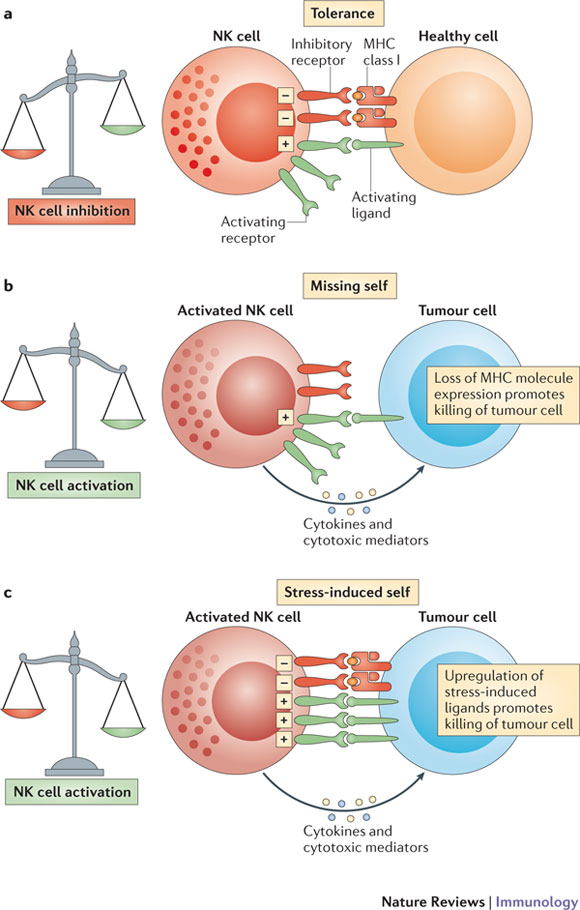 a
Tolerance
NK cell
Inhibitory
receptor
MHC
class I
Healthy cell
−
−
+
Activating
receptor
Activating
ligand
NK cell inhibition
b
Missing self
Activated NK cell
Tumour cell
+
Loss of MHC molecule
expression promotes
killing of tumour cell
NK cell activation
Cytokines and
cytotoxic mediators
c
Stress-induced self
Activated NK cell
Tumour cell
−
−
+
+
+
Upregulation of
stress-induced
ligands promotes
killing of tumour cell
NK cell activation
Cytokines and
cytotoxic mediators
Nature Reviews | Immunology